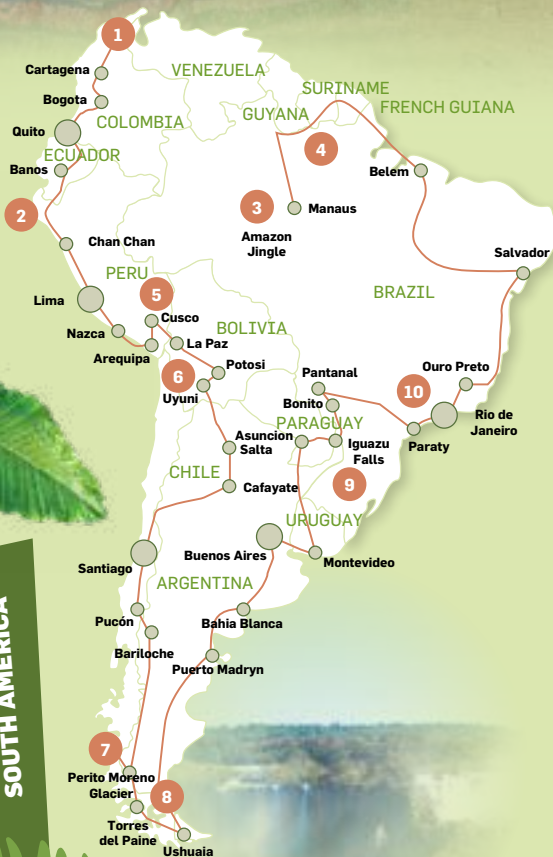 1
Cartagena
VENEZUELA
Bogota
SURINAME
FRENCH GUIANA
GUYANA
COLOMBIA
Quito
4
ECUADOR
Banos
Belem
3
Manaus
2
Amazon
Jingle
Chan Chan
Salvador
PERU
5
BRAZIL
Lima
Cusco
BOLIVIA
Nazca
La Paz
Arequipa
Potosi
Ouro Preto
6
Pantanal
10
Uyuni
Bonito
Rio de
Janeiro
PARAGUAY
Asuncion
Salta
Iguazu
Falls
Paraty
CHILE
Cafayate
9
URUGUAY
Buenos Aires
Montevideo
Santiago
ARGENTINA
Pucón
Bahia Blanca
Bariloche
Puerto Madryn
7
Perito Moreno
Glacier
8
Torres
del Paine
Ushuaia
SOUTH AMERICA